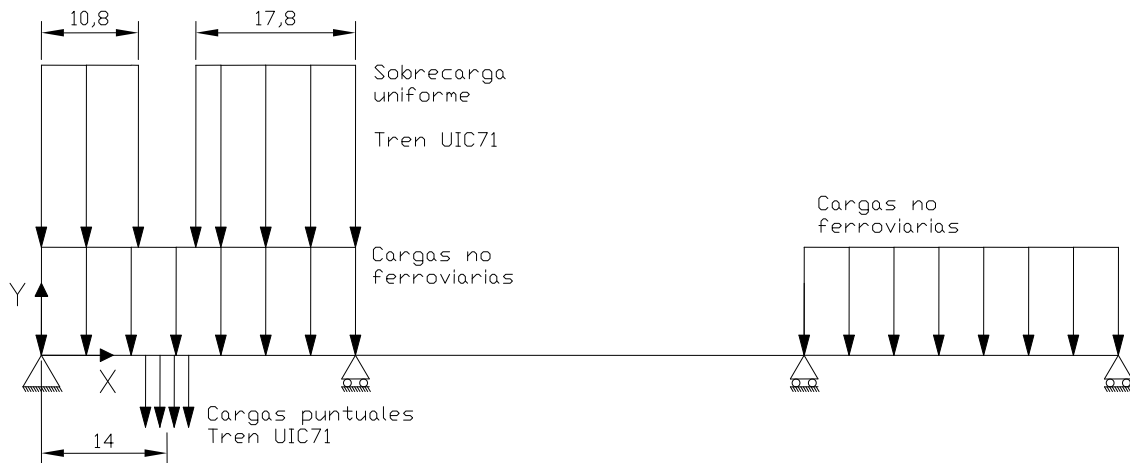 10,8
17,8
Sobrecarga
uniforme
Tren UIC71
Cargas no
ferroviarias
Cargas no
ferroviarias
Y
X
Cargas puntuales
Tren UIC71
14